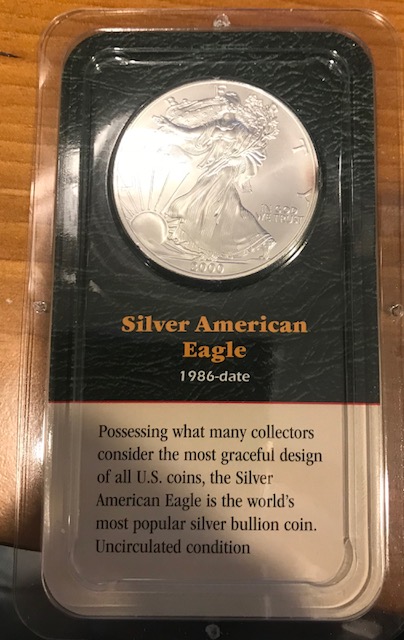 TY
IN GOD
WE TRUST
2000
Silver American
Eagle
1986-date
Possessing what many collectors
consider the most graceful design
of all U.S. coins, the Silver
American Eagle is the world's
most popular silver bullion coin.
Uncirculated condition